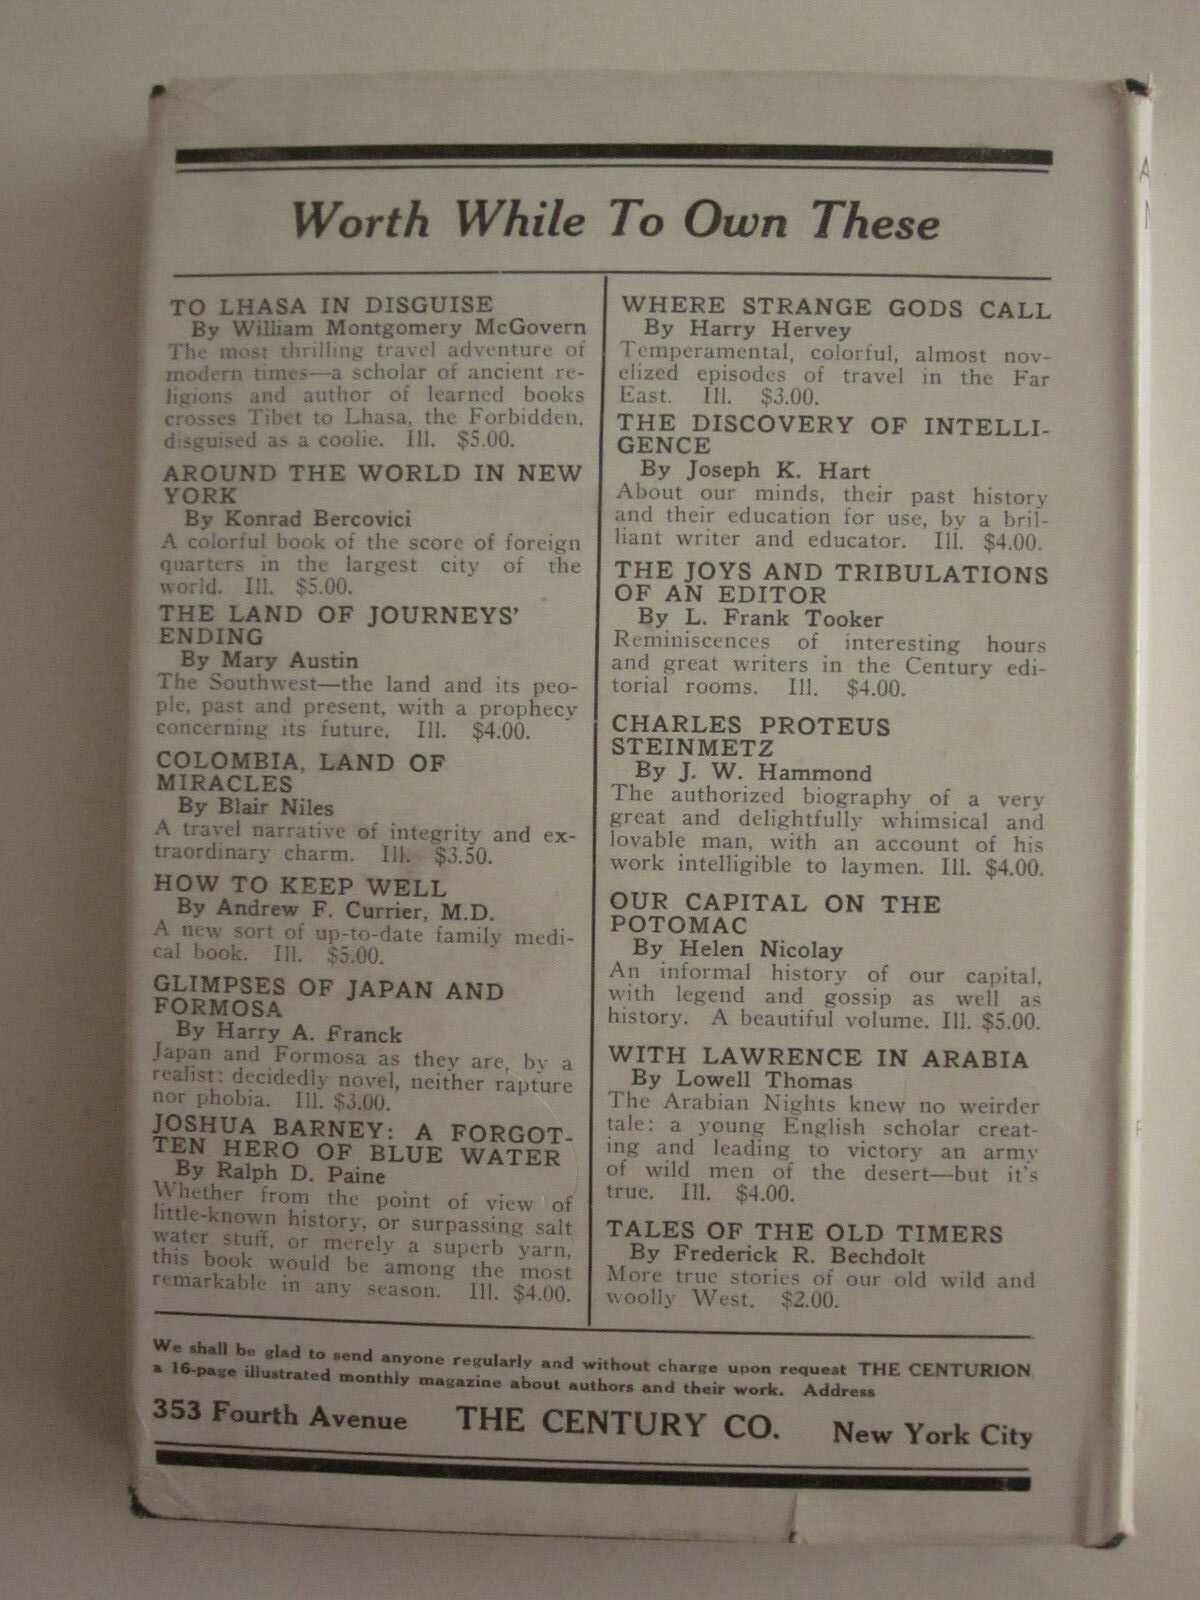 Worth While To Own These
TO LHASA IN DISGUISE
By William Montgomery McGovern
The most thrilling travel adventure of
modern times—a scholar of ancient re-
ligions and author of learned books
crosses Tibet to Lhasa, the Forbidden,
disguised as a coolie. Ill. $5.00.
AROUND THE WORLD IN NEW
YORK
By Konrad Bercovici
A colorful book of the score of foreign
quarters in the largest city of the
world. Ill. $5.00.
THE LAND OF JOURNEYS'
ENDING
By Mary Austin
The Southwest—the land and its peo-
ple, past and present, with a prophecy
concerning its future. Ill. $4.00.
COLOMBIA, LAND OF
MIRACLES
By Blair Niles
A travel narrative of integrity and ex-
traordinary charm. Ill. $3.50.
HOW TO KEEP WELL
By Andrew F. Currier, M.D.
A new sort of up-to-date family medi-
cal book. Ill. $5.00.
GLIMPSES OF JAPAN AND
FORMOSA
By Harry A. Franck
Japan and Formosa as they are, by a
realist: decidedly novel, neither rapture
nor phobia. Ill. $3.00.
JOSHUA BARNEY: A FORGOT-
TEN HERO OF BLUE WATER
By Ralph D. Paine
Whether from the point of view of
little-known history, or surpassing salt
water stuff, or merely a superb yarn,
this book would be among the most
remarkable in any season. Ill. $4.00.
WHERE STRANGE GODS CALL
By Harry Hervey
Temperamental, colorful, almost nov-
elized episodes of travel in the Far
East. Ill. $3.00.
THE DISCOVERY OF INTELLI-
GENCE
By Joseph K. Hart
About our minds, their past history
and their education for use, by a bril-
liant writer and educator. Ill. $4.00.
THE JOYS AND TRIBULATIONS
OF AN EDITOR
By L. Frank Tooker
Reminiscences of interesting hours
and great writers in the Century edi-
torial rooms. Ill. $4.00.
CHARLES PROTEUS
STEINMETZ
By J. W. Hammond
The authorized biography of a very
great and delightfully whimsical and
lovable man, with an account of his
work intelligible to laymen. Ill. $4.00.
OUR CAPITAL ON THE
POTOMAC
By Helen Nicolay
An informal history of our capital,
with legend and gossip as well as
history. A beautiful volume. Ill. $5.00.
WITH LAWRENCE IN ARABIA
By Lowell Thomas
The Arabian Nights knew no weirder
tale: a young English scholar creat-
ing and leading to victory an army
of wild men of the desert—but it's
true. Ill. $4.00.
TALES OF THE OLD TIMERS
By Frederick R. Bechdolt
More true stories of our old wild and
woolly West. $2.00.
We shall be glad to send anyone regularly and without charge upon request THE CENTURION
a 16-page illustrated monthly magazine about authors and their work. Address
353 Fourth Avenue THE CENTURY CO. New York City